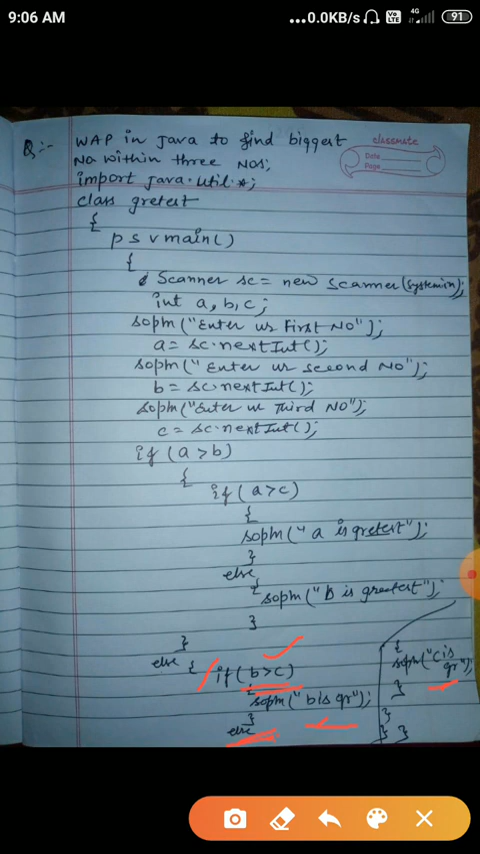 9:06 AM
...0.0KB/s
Vo
LTE
4G
91
Q:-
WAP in Java to find biggest
No within three Nos;
classmate
Date
Page
import java.util.*;
class gretest
{
p s v main()
{
Scanner sc = new Scanner(System.in);
int a, b, c;
sopln("Enter ur First NO");
a = sc.nextInt();
sopln("Enter ur second NO");
b = sc.nextInt();
sopln("Enter ur Third NO");
c = sc.nextInt();
if (a>b)
{
if (a>c)
{
sopln("a is gretest");
}
else
{
sopln("b is greatest");
}
}
else
{ if (b>c)
{
sopln("b is gr");
}
else
{
sopln("c is
gr");
}
}
} }